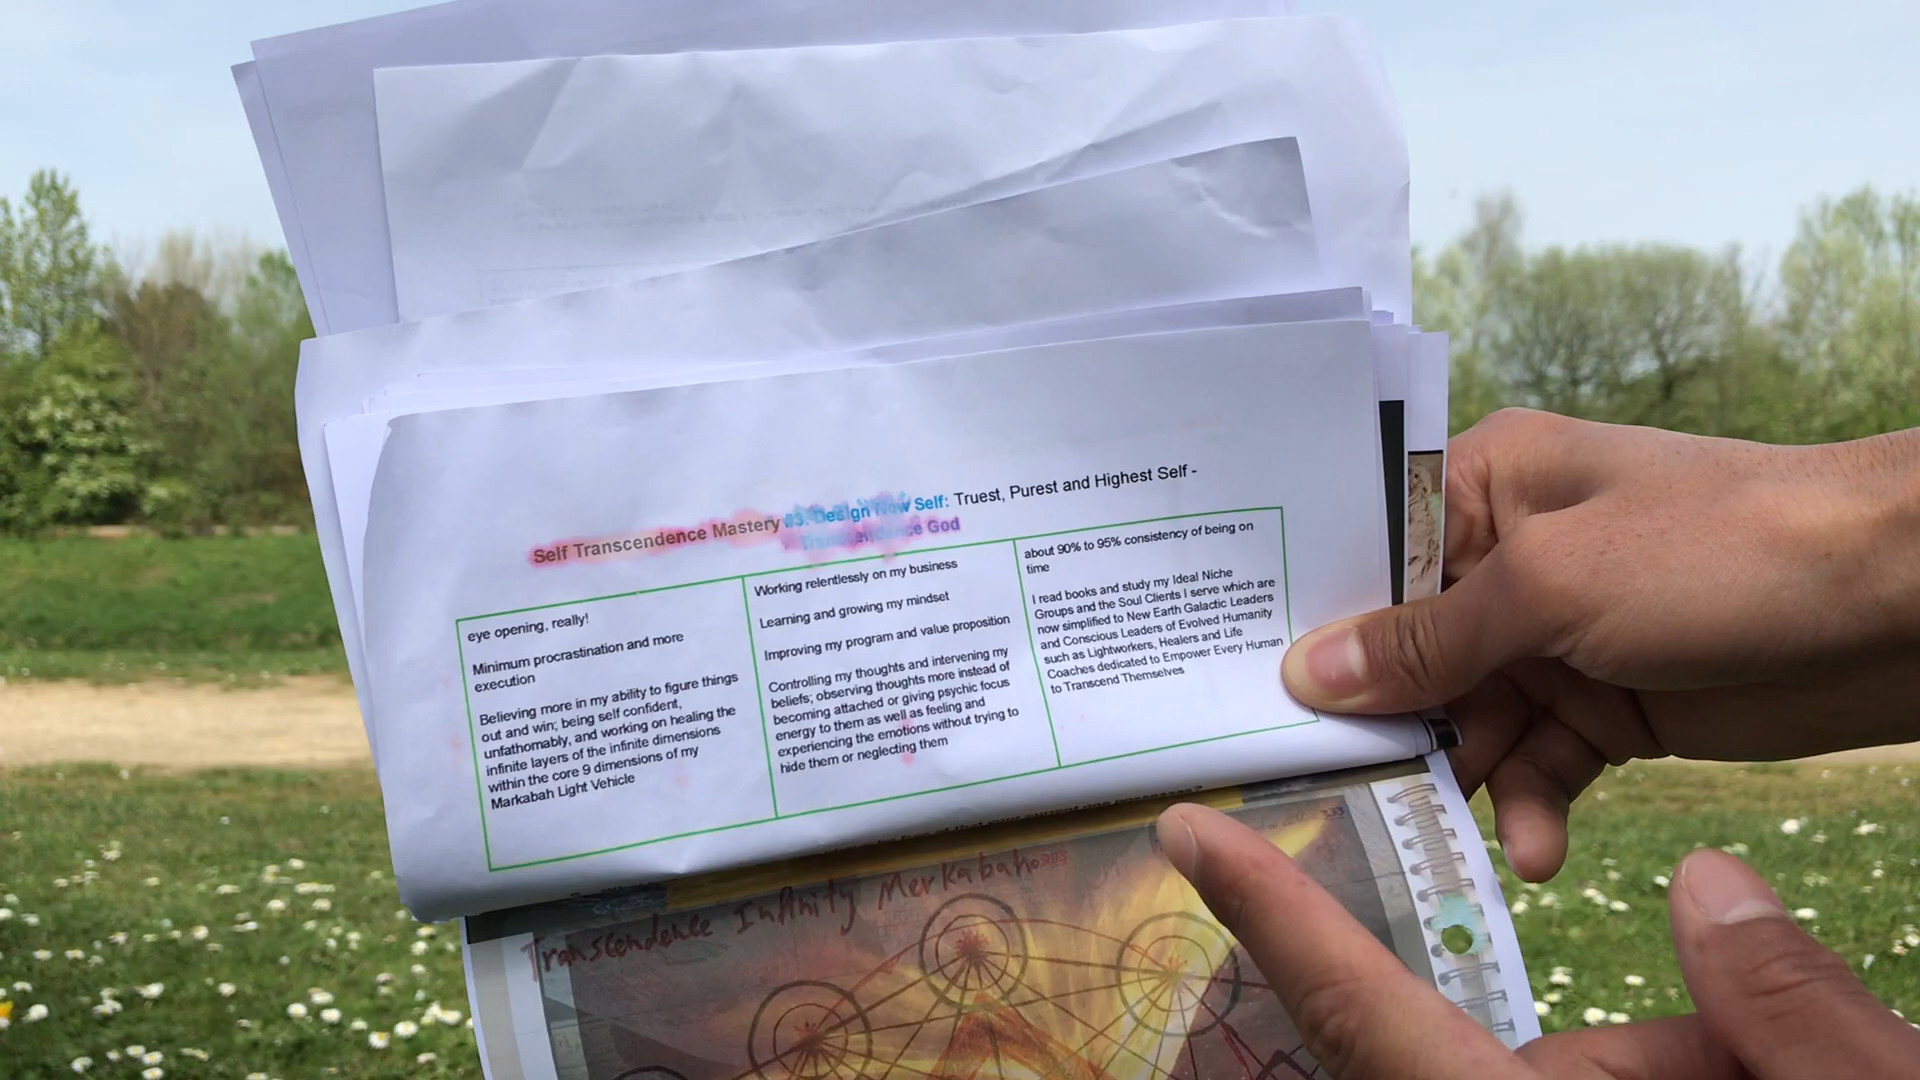 Self Transcendence Mastery #3. Design New Self: Truest, Purest and Highest Self -
Transcendence God
eye opening, really!
Minimum procrastination and more
execution
Believing more in my ability to figure things
out and win; being self confident,
unfathomably, and working on healing the
infinite layers of the infinite dimensions
within the core 9 dimensions of my
Markabah Light Vehicle
Working relentlessly on my business
Learning and growing my mindset
Improving my program and value proposition
Controlling my thoughts and intervening my
beliefs; observing thoughts more instead of
becoming attached or giving psychic focus
energy to them as well as feeling and
experiencing the emotions without trying to
hide them or neglecting them
about 90% to 95% consistency of being on
time
I read books and study my Ideal Niche
Groups and the Soul Clients I serve which are
now simplified to New Earth Galactic Leaders
and Conscious Leaders of Evolved Humanity
such as Lightworkers, Healers and Life
Coaches dedicated to Empower Every Human
to Transcend Themselves
333
Transcendence Infinity Merkabah